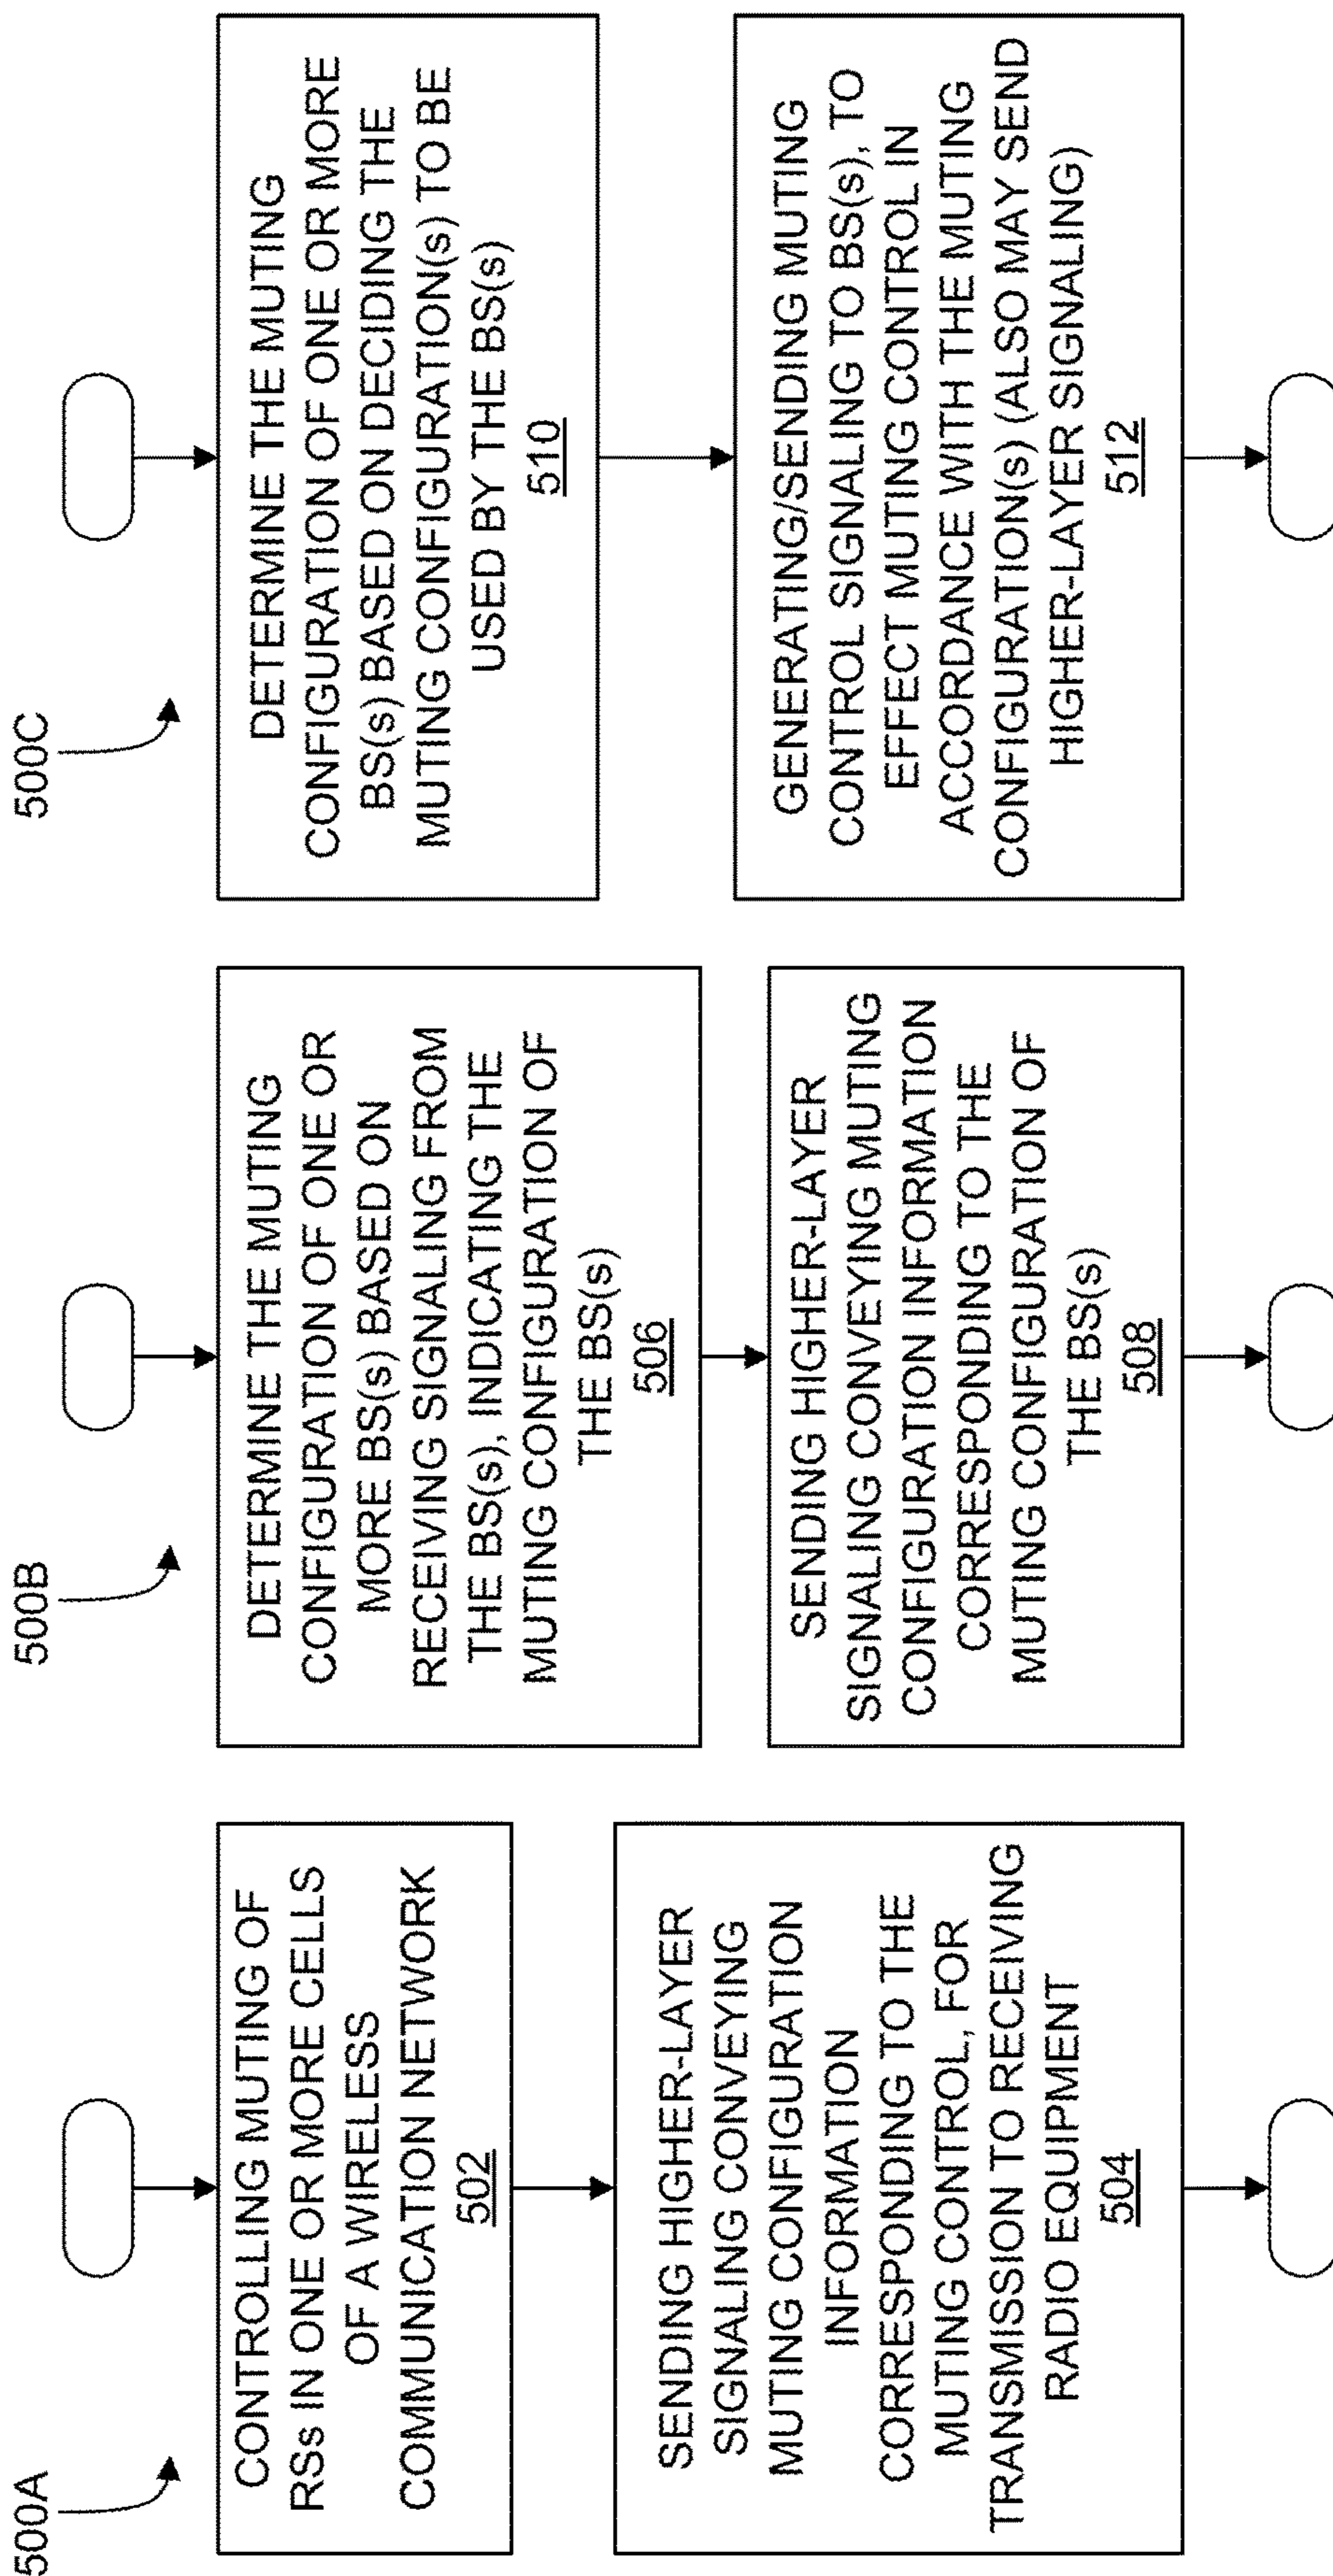 500A
CONTROLLING MUTING OF
RSs IN ONE OR MORE CELLS
OF A WIRELESS
COMMUNICATION NETWORK
502
SENDING HIGHER-LAYER
SIGNALING CONVEYING
MUTING CONFIGURATION
INFORMATION
CORRESPONDING TO THE
MUTING CONTROL, FOR
TRANSMISSION TO RECEIVING
RADIO EQUIPMENT
504
500B
DETERMINE THE MUTING
CONFIGURATION OF ONE OR
MORE BS(s) BASED ON
RECEIVING SIGNALING FROM
THE BS(s), INDICATING THE
MUTING CONFIGURATION OF
THE BS(s)
506
SENDING HIGHER-LAYER
SIGNALING CONVEYING MUTING
CONFIGURATION INFORMATION
CORRESPONDING TO THE
MUTING CONFIGURATION OF
THE BS(s)
508
500C
DETERMINE THE MUTING
CONFIGURATION OF ONE OR MORE
BS(s) BASED ON DECIDING THE
MUTING CONFIGURATION(s) TO BE
USED BY THE BS(s)
510
GENERATING/SENDING MUTING
CONTROL SIGNALING TO BS(s), TO
EFFECT MUTING CONTROL IN
ACCORDANCE WITH THE MUTING
CONFIGURATION(s) (ALSO MAY SEND
HIGHER-LAYER SIGNALING)
512